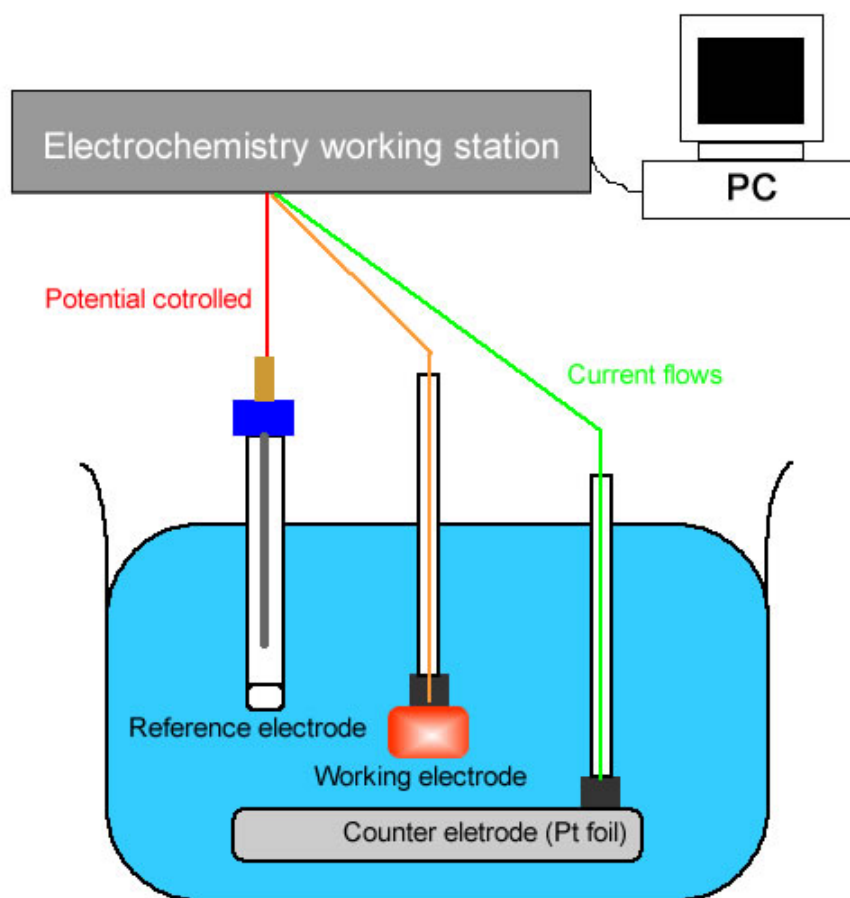 Electrochemistry working station
PC
Potential cotrolled
Current flows
Reference electrode
Working electrode
Counter eletrode (Pt foil)